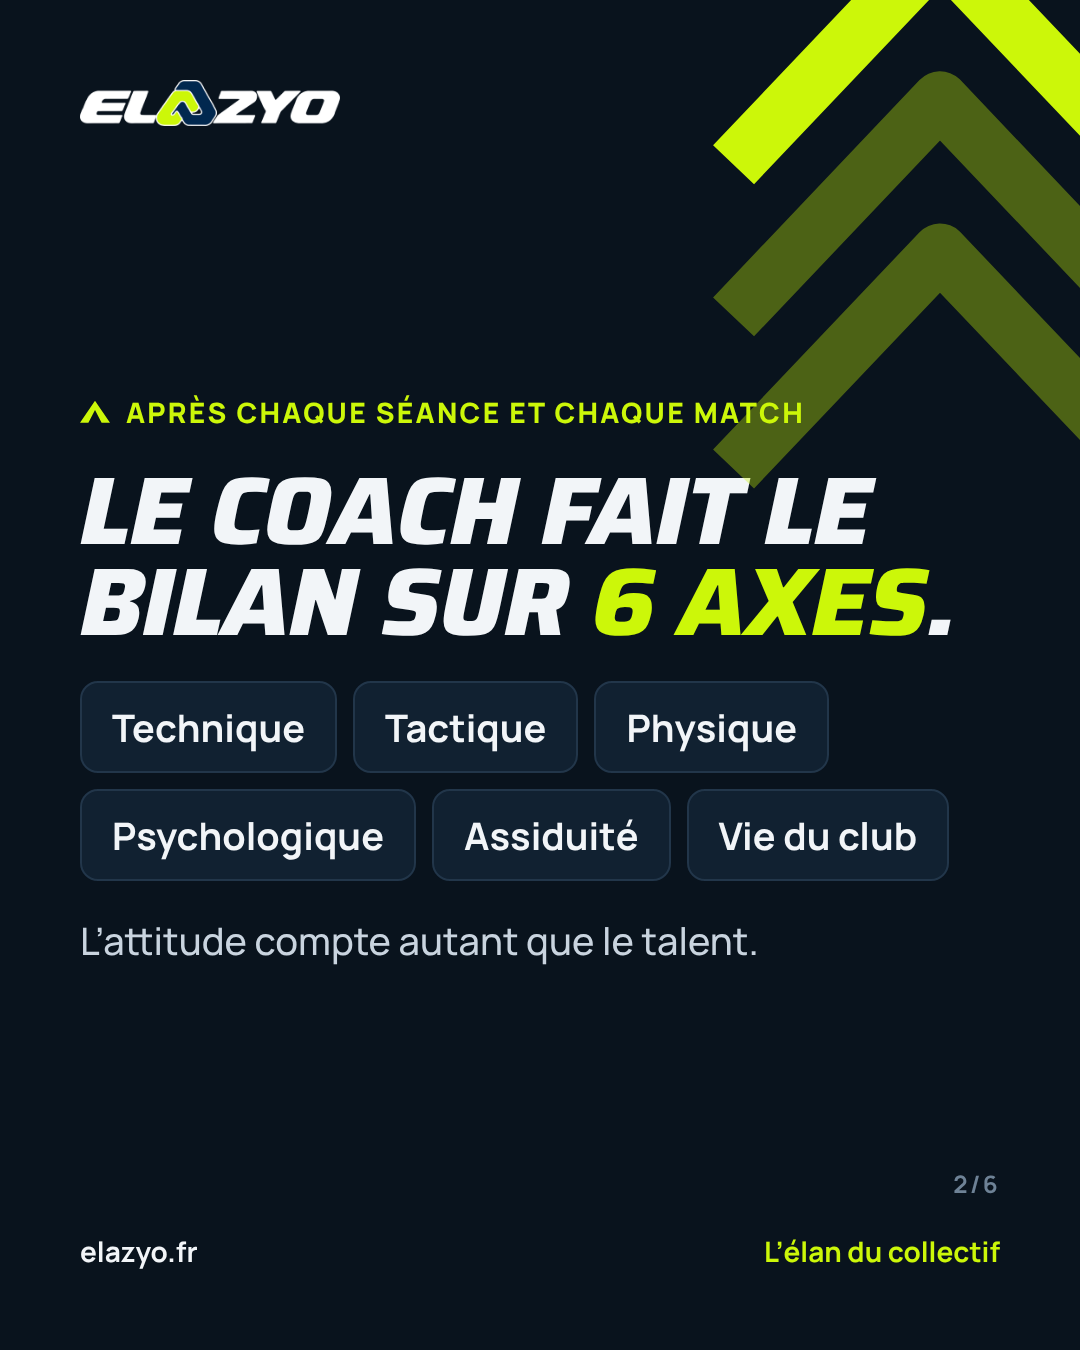 ELAZYO
APRÈS CHAQUE SÉANCE ET CHAQUE MATCH
LE COACH FAIT LE
BILAN SUR 6 AXES.
Technique Tactique Physique
Psychologique Assiduité Vie du club
L’attitude compte autant que le talent.
2/6
elazyo.fr L’élan du collectif